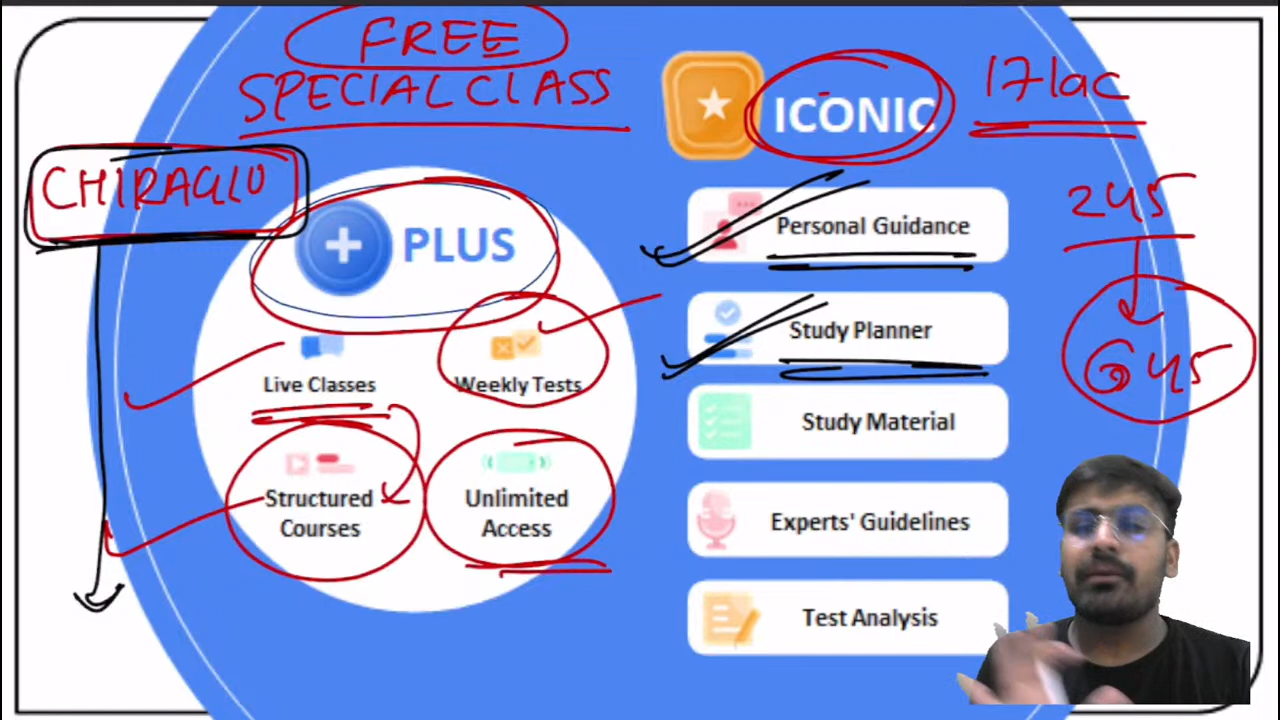 FREE
SPECIAL CLASS
ICONIC
17 lac
CHIRAG10
PLUS
Personal Guidance
245
Weekly Tests
Study Planner
645
Live Classes
Study Material
Structured
Courses
Unlimited
Access
Experts' Guidelines
Test Analysis